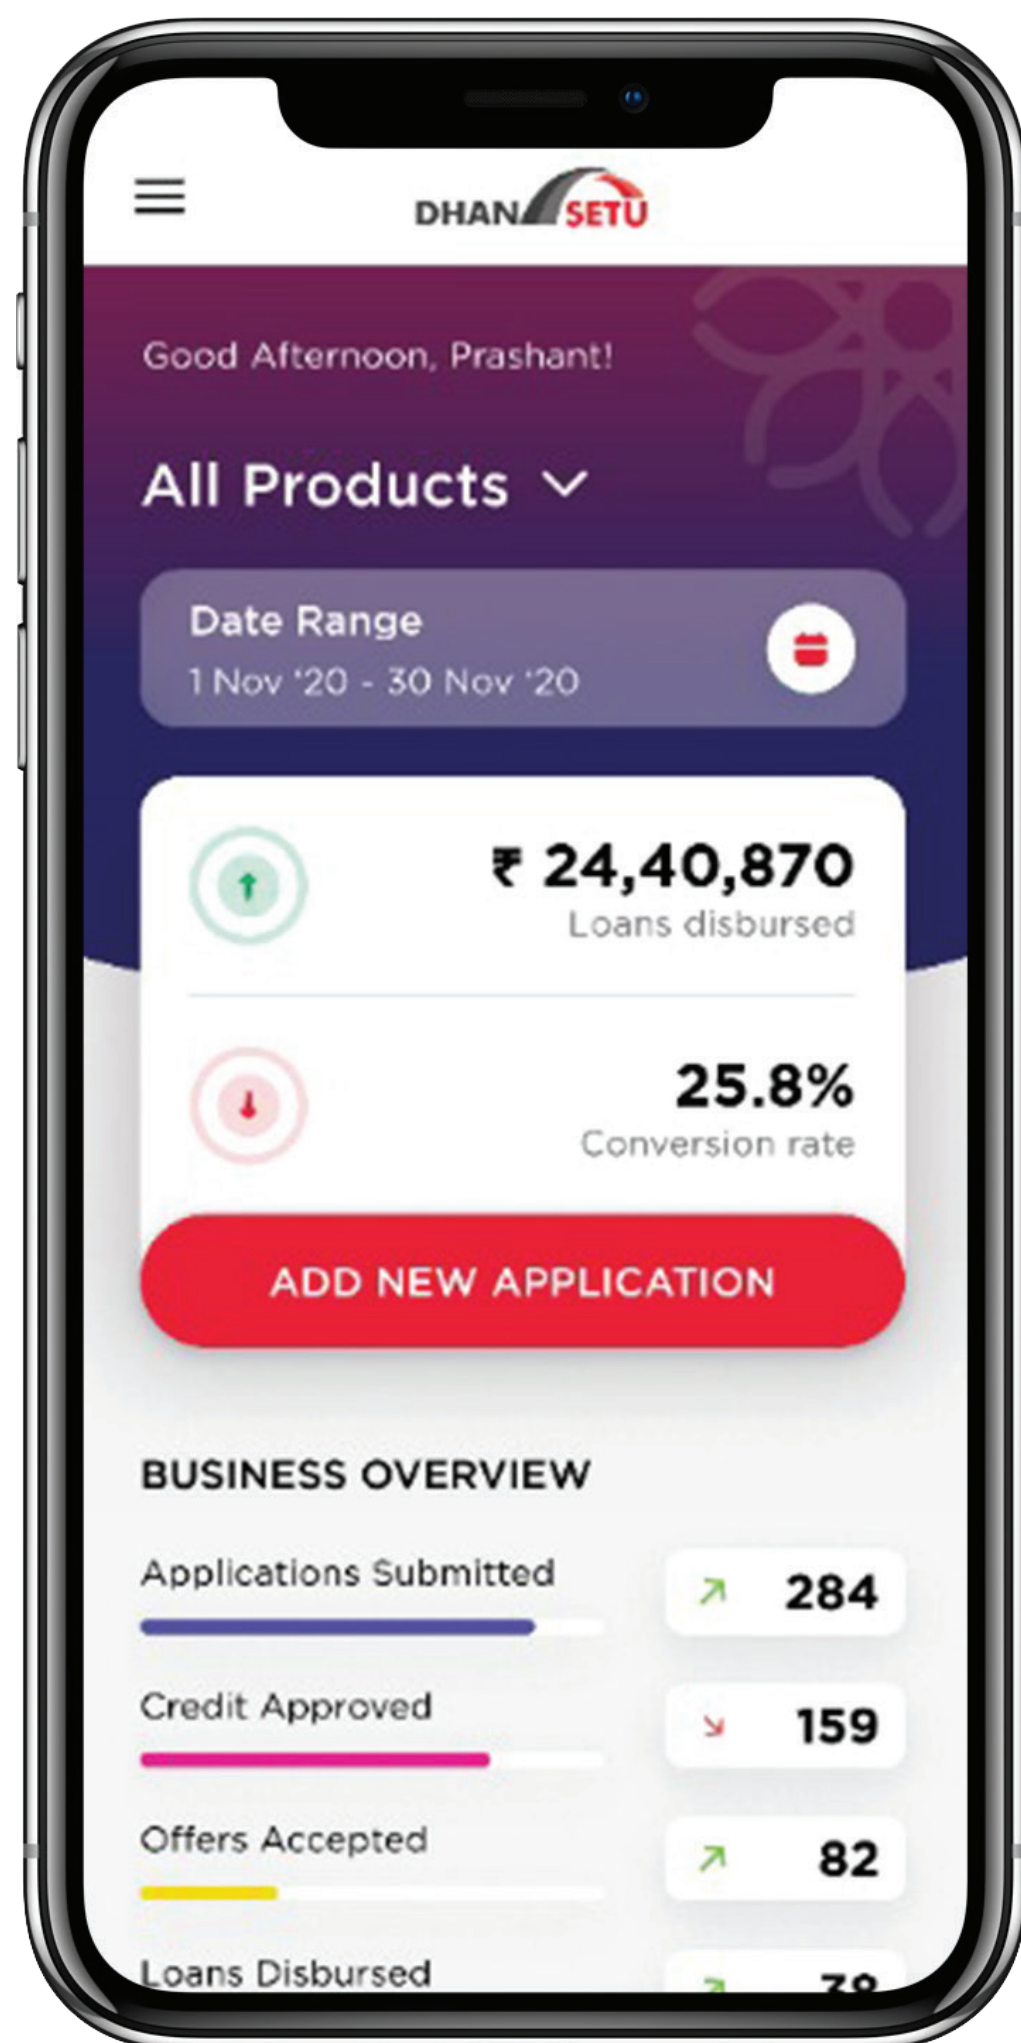 DHAN SETU
Good Afternoon, Prashant!
All Products
Date Range
1 Nov ‘20 - 30 Nov ‘20
₹ 24,40,870
Loans disbursed
25.8%
Conversion rate
ADD NEW APPLICATION
BUSINESS OVERVIEW
Applications Submitted
284
Credit Approved
159
Offers Accepted
82
Loans Disbursed